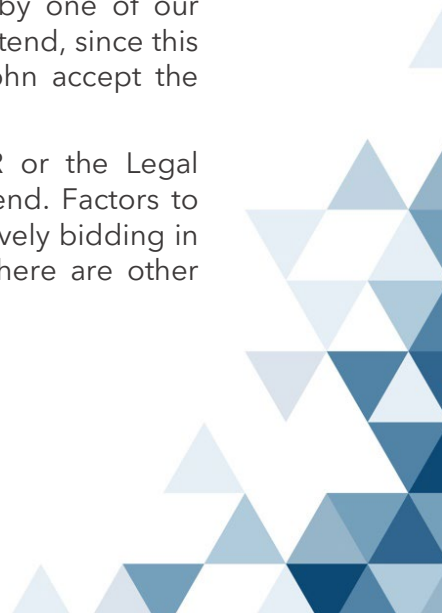 by one of our
tend, since this
ohn accept the
R or the Legal
end. Factors to
vely bidding in
here are other